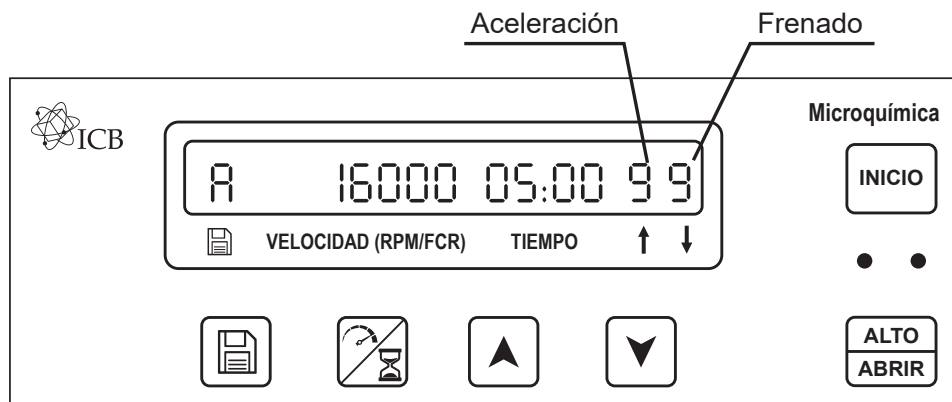 Aceleración Frenado
ICB
Microquímica
A 16000 05:00 9 9
INICIO
VELOCIDAD (RPM/FCR) TIEMPO
ALTO
ABRIR